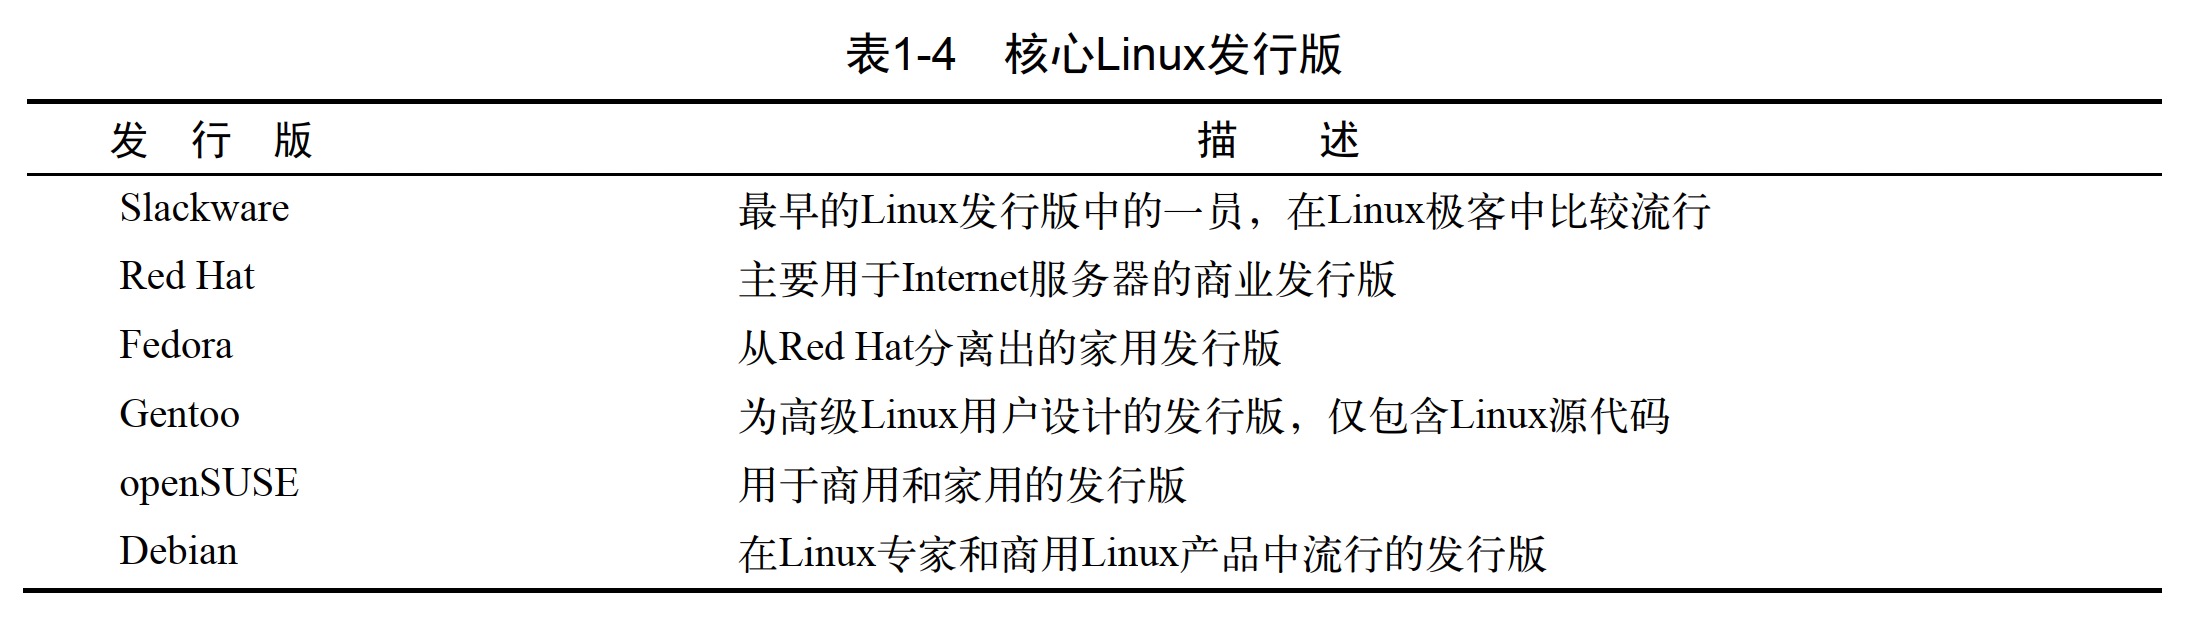 表1-4 核心Linux发行版
发 行 版 描 述
Slackware 最早的Linux发行版中的一员，在Linux极客中比较流行
Red Hat 主要用于Internet服务器的商业发行版
Fedora 从Red Hat分离出的家用发行版
Gentoo 为高级Linux用户设计的发行版，仅包含Linux源代码
openSUSE 用于商用和家用的发行版
Debian 在Linux专家和商用Linux产品中流行的发行版